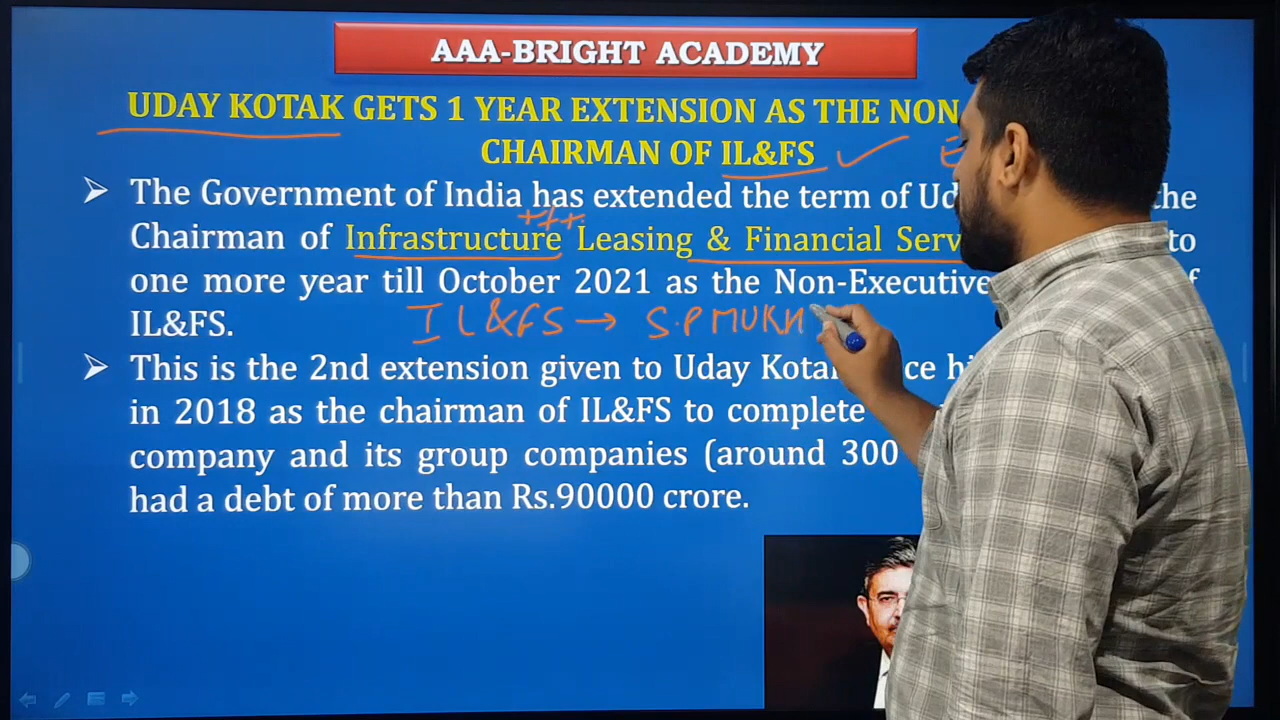 AAA-BRIGHT ACADEMY
UDAY KOTAK GETS 1 YEAR EXTENSION AS THE NON
CHAIRMAN OF IL&FS
The Government of India has extended the term of the
Chairman of Infrastructure Leasing & Financial to
one more year till October 2021 as the Non-Executive
IL&FS.
IL&FS → S.P MUKH
This is the 2nd extension given to Uday
in 2018 as the chairman of IL&FS to complete
company and its group companies (around 300
had a debt of more than Rs.90000 crore.